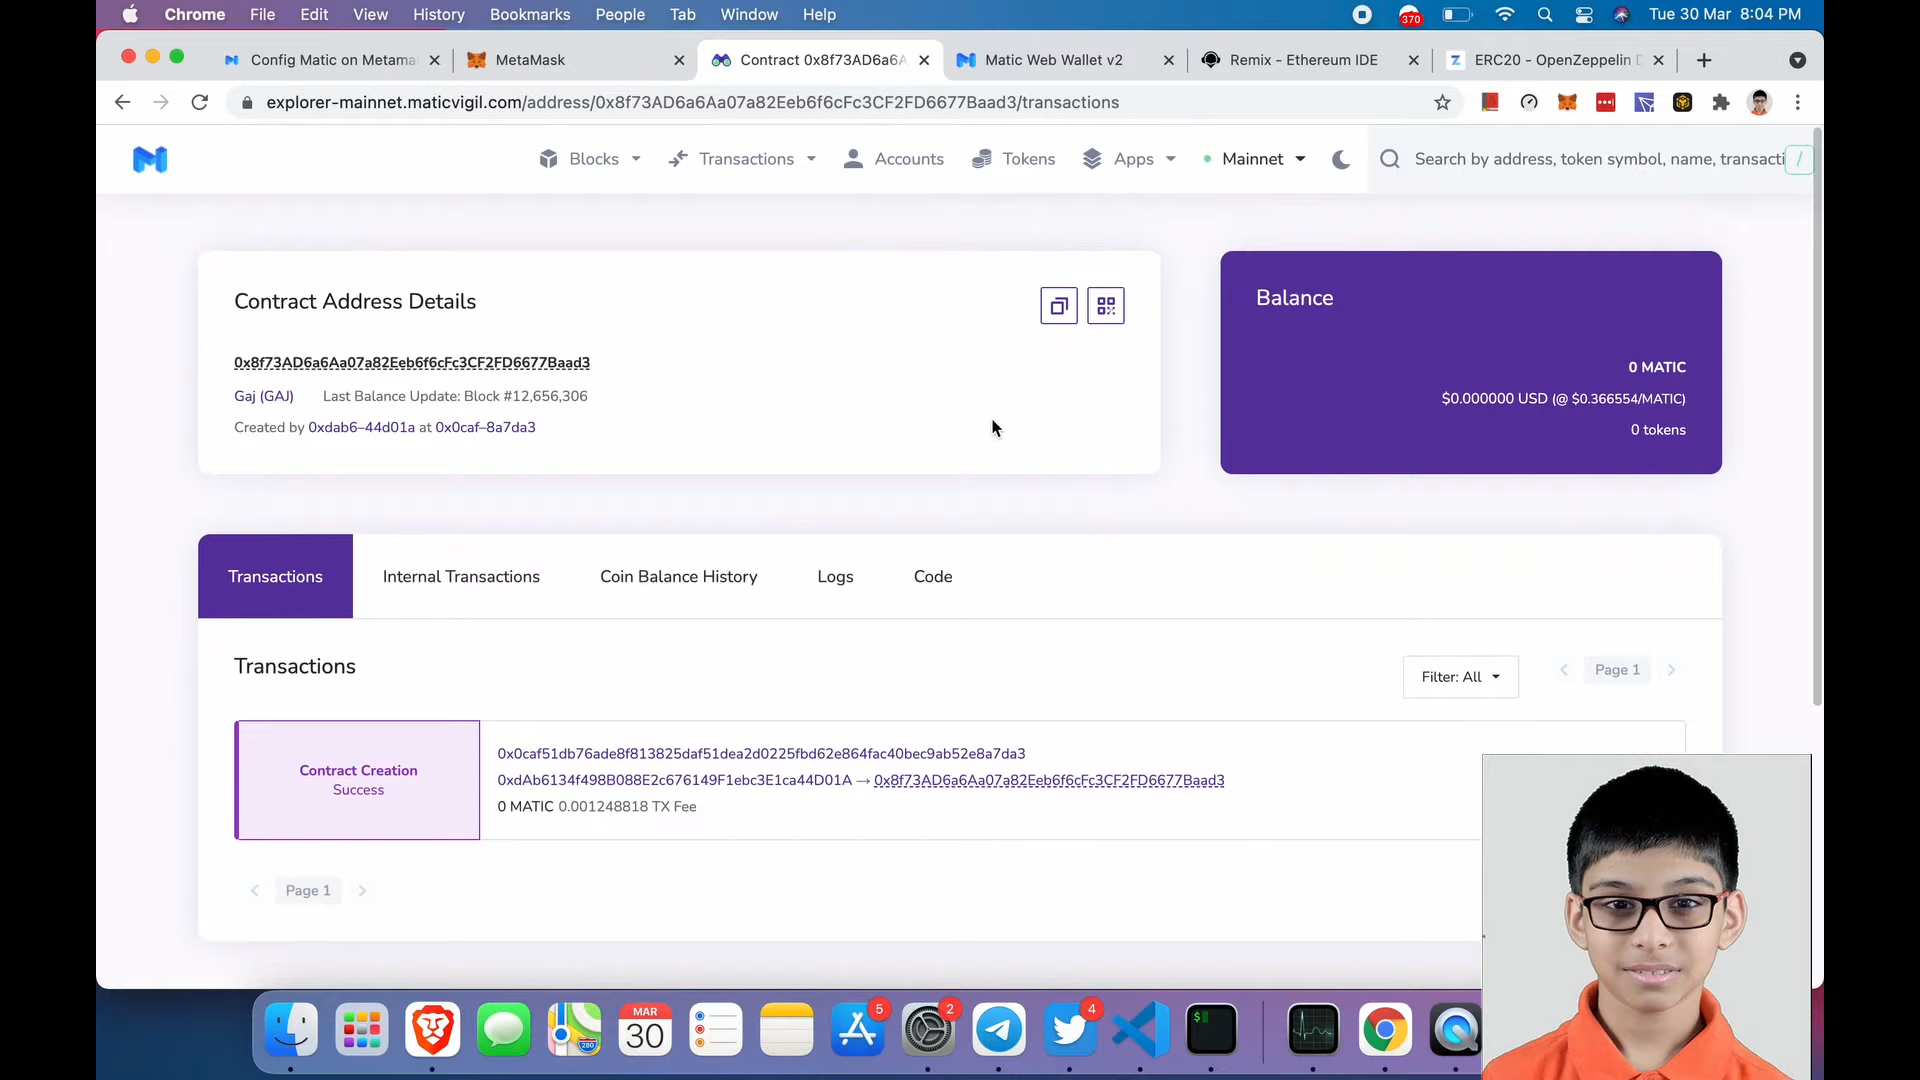 Chrome File Edit View History Bookmarks People Tab Window Help 370 Tue 30 Mar 8:04 PM
Config Matic on Metama MetaMask Contract 0x8f73AD6a6A Matic Web Wallet v2 Remix - Ethereum IDE ERC20 - OpenZeppelin D
explorer-mainnet.maticvigil.com/address/0x8f73AD6a6Aa07a82Eeb6f6cFc3CF2FD6677Baad3/transactions
Blocks Transactions Accounts Tokens Apps Mainnet Search by address, token symbol, name, transacti /
Contract Address Details
0x8f73AD6a6Aa07a82Eeb6f6cFc3CF2FD6677Baad3
Gaj (GAJ) Last Balance Update: Block #12,656,306
Created by 0xdab6–44d01a at 0x0caf–8a7da3
Balance
0 MATIC
$0.000000 USD (@ $0.366554/MATIC)
0 tokens
Transactions Internal Transactions Coin Balance History Logs Code
Transactions
Filter: All Page 1
Contract Creation
Success
0x0caf51db76ade8f813825daf51dea2d0225fbd62e864fac40bec9ab52e8a7da3
0xdAb6134f498B088E2c676149F1ebc3E1ca44D01A → 0x8f73AD6a6Aa07a82Eeb6f6cFc3CF2FD6677Baad3
0 MATIC 0.001248818 TX Fee
Page 1
MAR
30
280
5
2
4
$